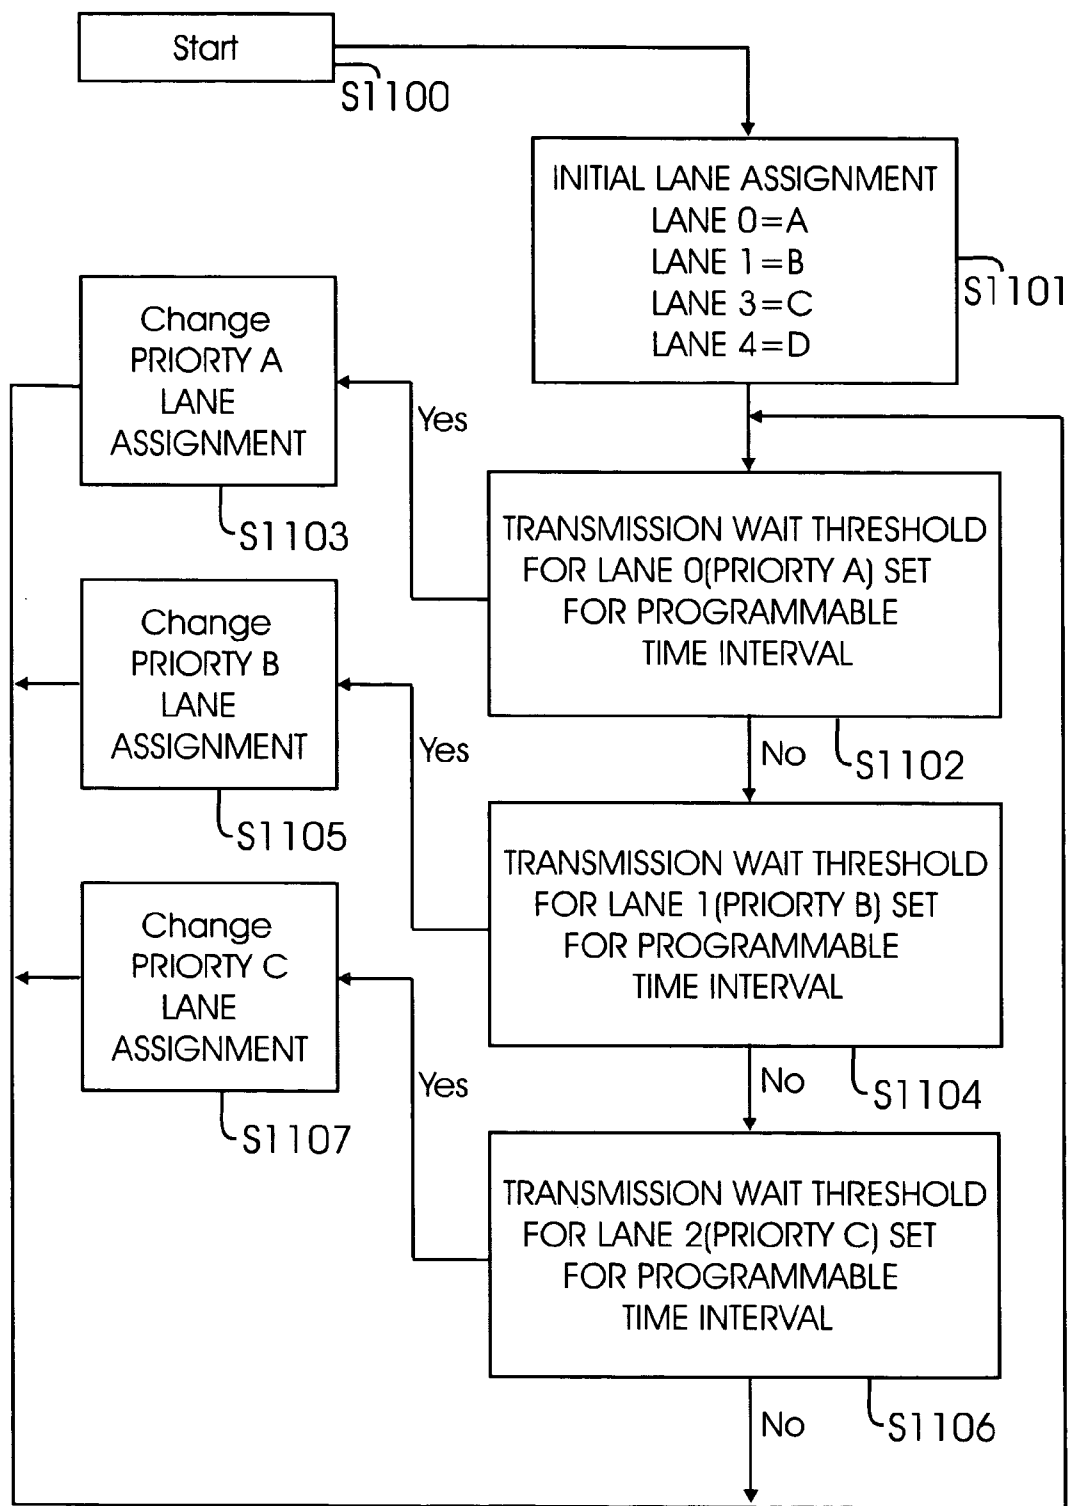 Start
S1100
INITIAL LANE ASSIGNMENT
LANE 0=A
LANE 1=B
LANE 3=C
LANE 4=D
S1101
Change
PRIORTY A
LANE
ASSIGNMENT
S1103
Yes
TRANSMISSION WAIT THRESHOLD
FOR LANE 0(PRIORTY A) SET
FOR PROGRAMMABLE
TIME INTERVAL
S1102
No
Change
PRIORTY B
LANE
ASSIGNMENT
S1105
Yes
TRANSMISSION WAIT THRESHOLD
FOR LANE 1(PRIORTY B) SET
FOR PROGRAMMABLE
TIME INTERVAL
S1104
No
Change
PRIORTY C
LANE
ASSIGNMENT
S1107
Yes
TRANSMISSION WAIT THRESHOLD
FOR LANE 2(PRIORTY C) SET
FOR PROGRAMMABLE
TIME INTERVAL
S1106
No